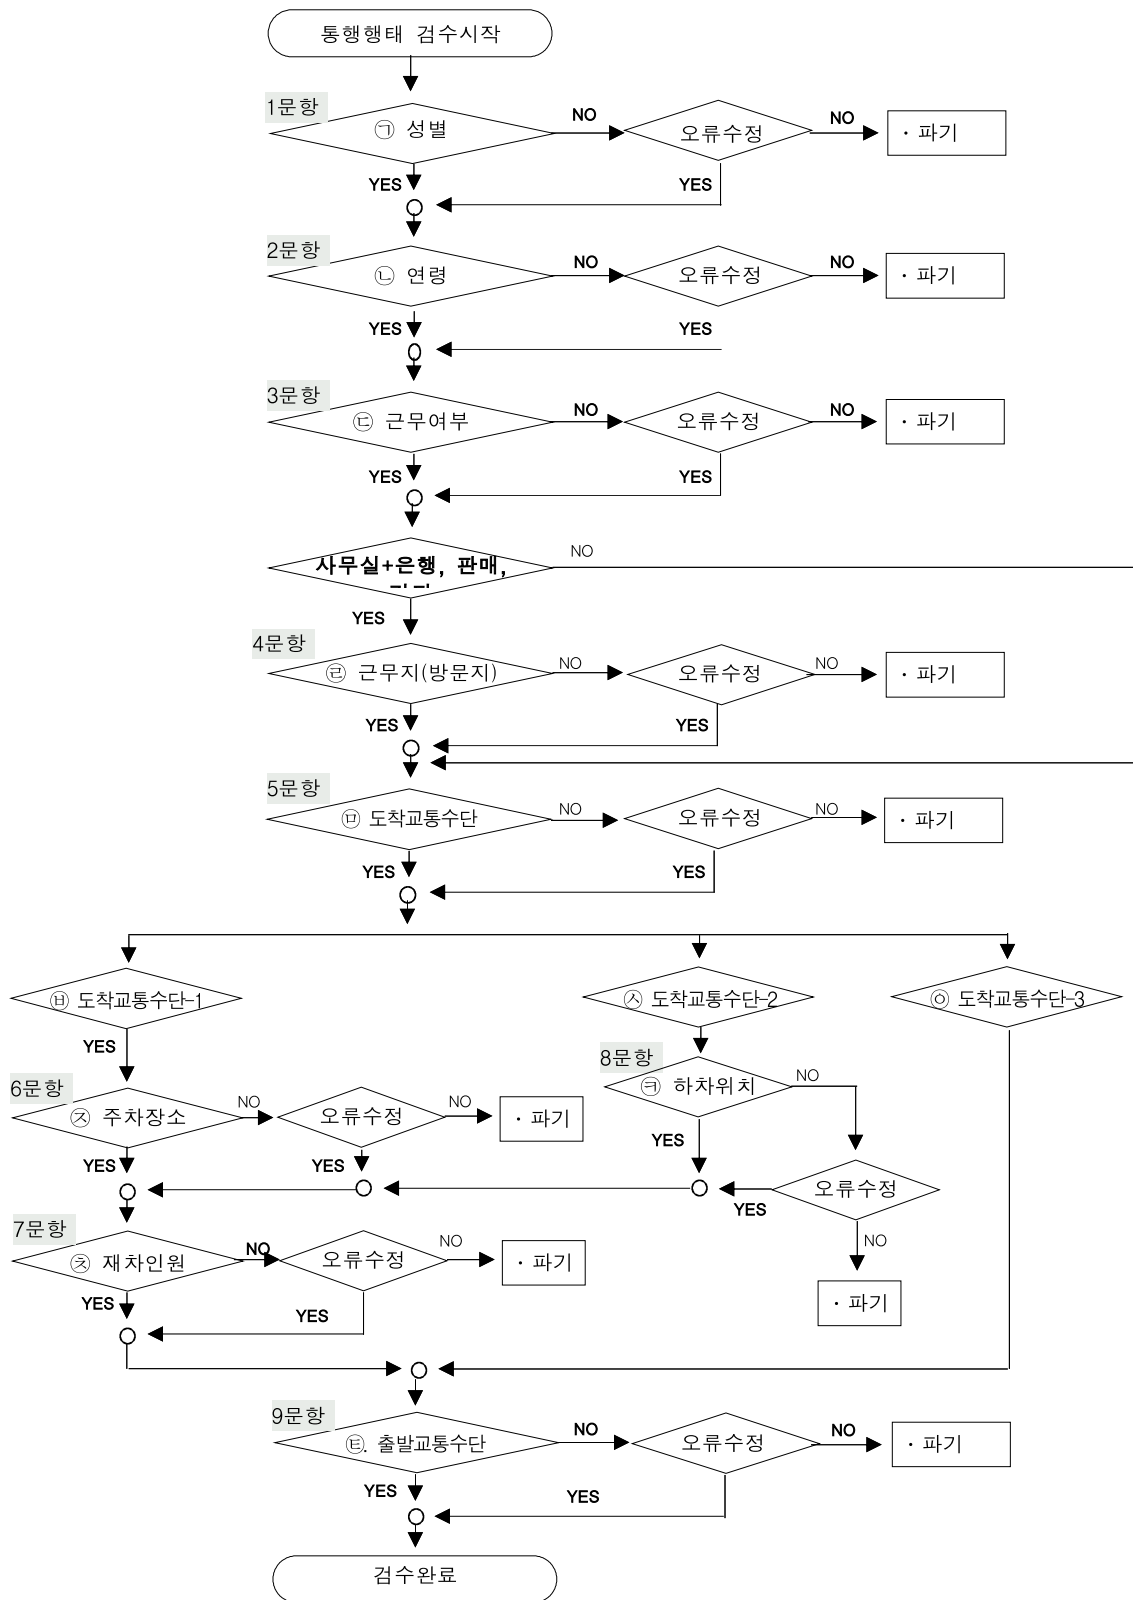 통행행태 검수시작
1문항
㉠ 성별
NO
오류수정
NO
· 파기
YES
YES
2문항
㉡ 연령
NO
오류수정
NO
· 파기
YES
YES
3문항
㉢ 근무여부
NO
오류수정
NO
· 파기
YES
YES
사무실+은행, 판매,
NO
YES
4문항
㉣ 근무지(방문지)
NO
오류수정
NO
· 파기
YES
YES
5문항
㉤ 도착교통수단
NO
오류수정
NO
· 파기
YES
YES
㉥ 도착교통수단-1
㉦ 도착교통수단-2
㉧ 도착교통수단-3
YES
6문항
㉨ 주차장소
NO
오류수정
NO
· 파기
YES
YES
8문항
㉪ 하차위치
NO
YES
오류수정
YES
NO
· 파기
7문항
㉩ 재차인원
NO
오류수정
NO
· 파기
YES
YES
9문항
㉫. 출발교통수단
NO
오류수정
NO
· 파기
YES
YES
검수완료